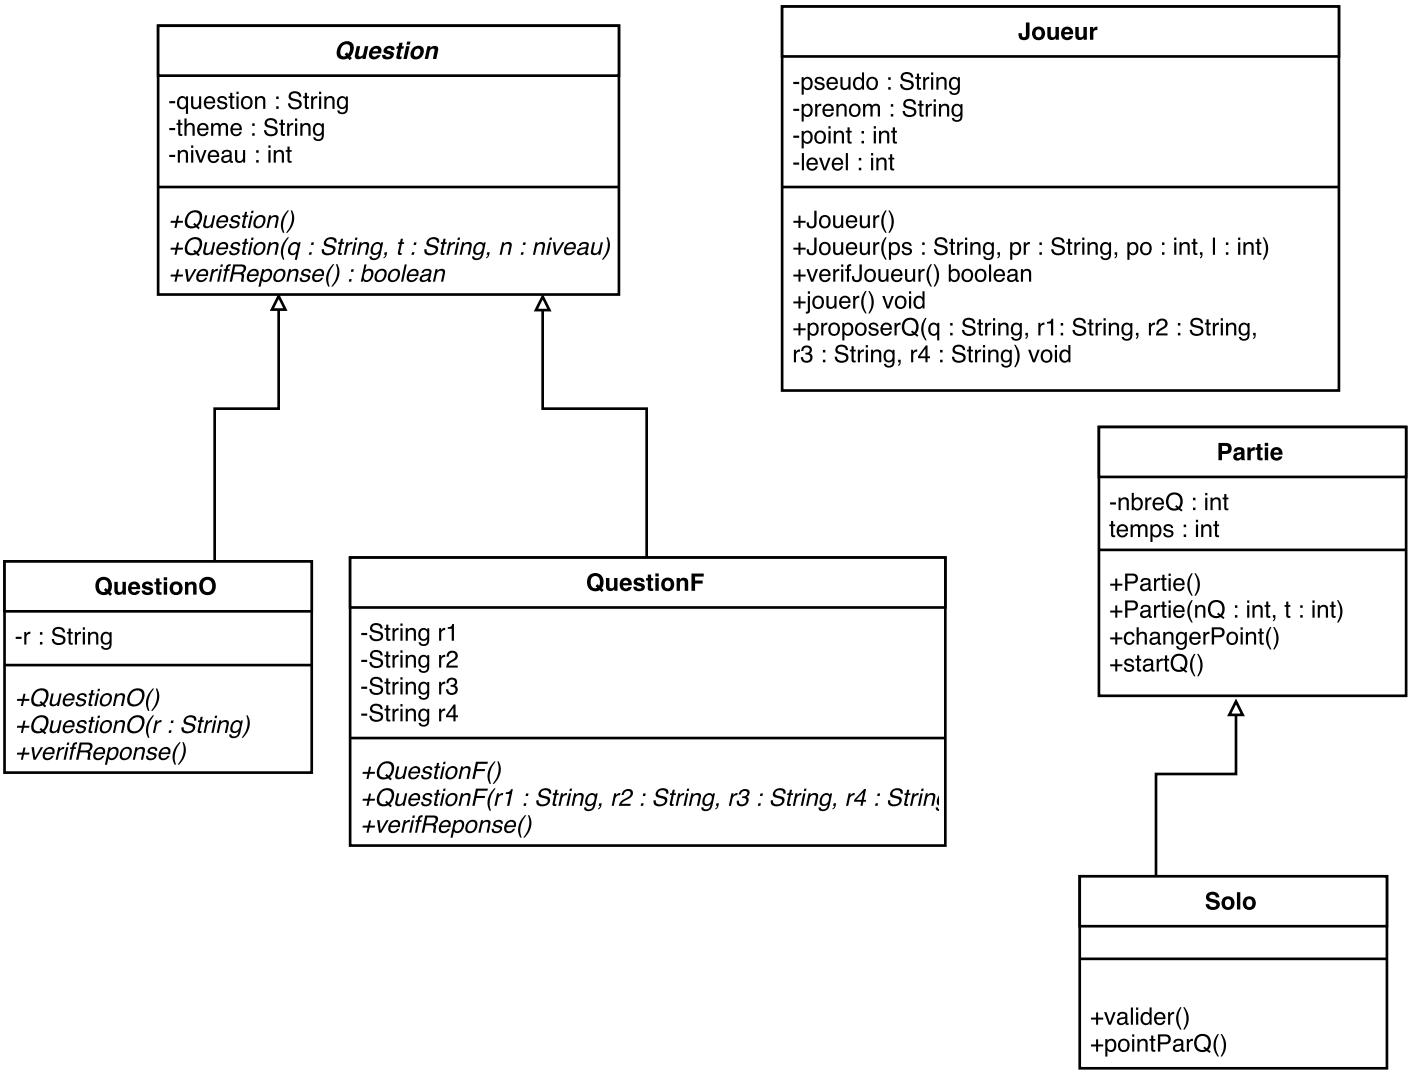 Question
-question : String
-theme : String
-niveau : int
+Question()
+Question(q : String, t : String, n : niveau)
+verifReponse() : boolean
Joueur
-pseudo : String
-prenom : String
-point : int
-level : int
+Joueur()
+Joueur(ps : String, pr : String, po : int, l : int)
+verifJoueur() boolean
+jouer() void
+proposerQ(q : String, r1: String, r2 : String,
r3 : String, r4 : String) void
Partie
-nbreQ : int
temps : int
+Partie()
+Partie(nQ : int, t : int)
+changerPoint()
+startQ()
QuestionO
-r : String
+QuestionO()
+QuestionO(r : String)
+verifReponse()
QuestionF
-String r1
-String r2
-String r3
-String r4
+QuestionF()
+QuestionF(r1 : String, r2 : String, r3 : String, r4 : String
+verifReponse()
Solo
+valider()
+pointParQ()